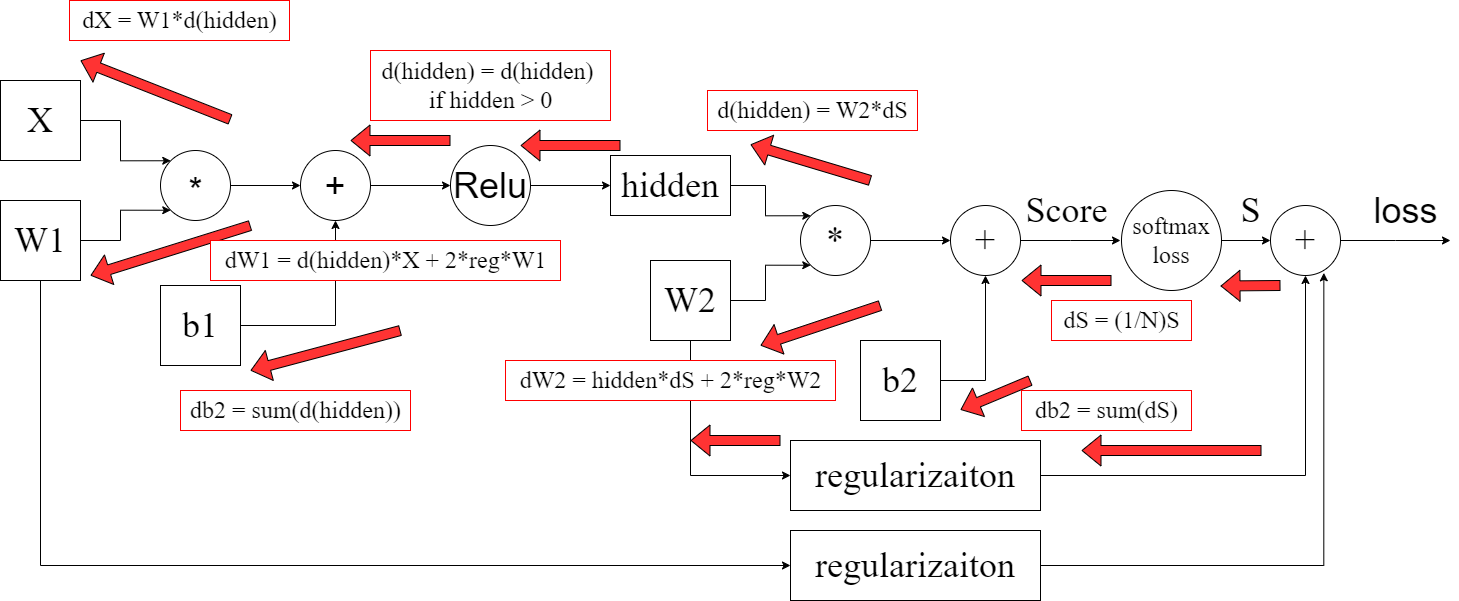 dX = W1*d(hidden)
d(hidden) = d(hidden)
if hidden > 0
d(hidden) = W2*dS
X
*
+
Relu
hidden
W1
dW1 = d(hidden)*X + 2*reg*W1
b1
db2 = sum(d(hidden))
*
+
Score
softmax
loss
S
+
loss
W2
dS = (1/N)S
dW2 = hidden*dS + 2*reg*W2
b2
db2 = sum(dS)
regularizaiton
regularizaiton